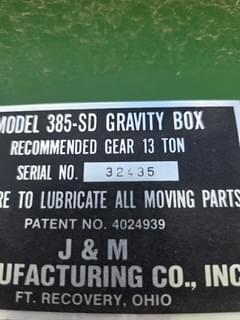 MODEL 385-SD GRAVITY BOX
RECOMMENDED GEAR 13 TON
SERIAL NO. 32435
RE TO LUBRICATE ALL MOVING PARTS
PATENT NO. 4024939
J & M
UFACTURING CO., INC
FT. RECOVERY, OHIO